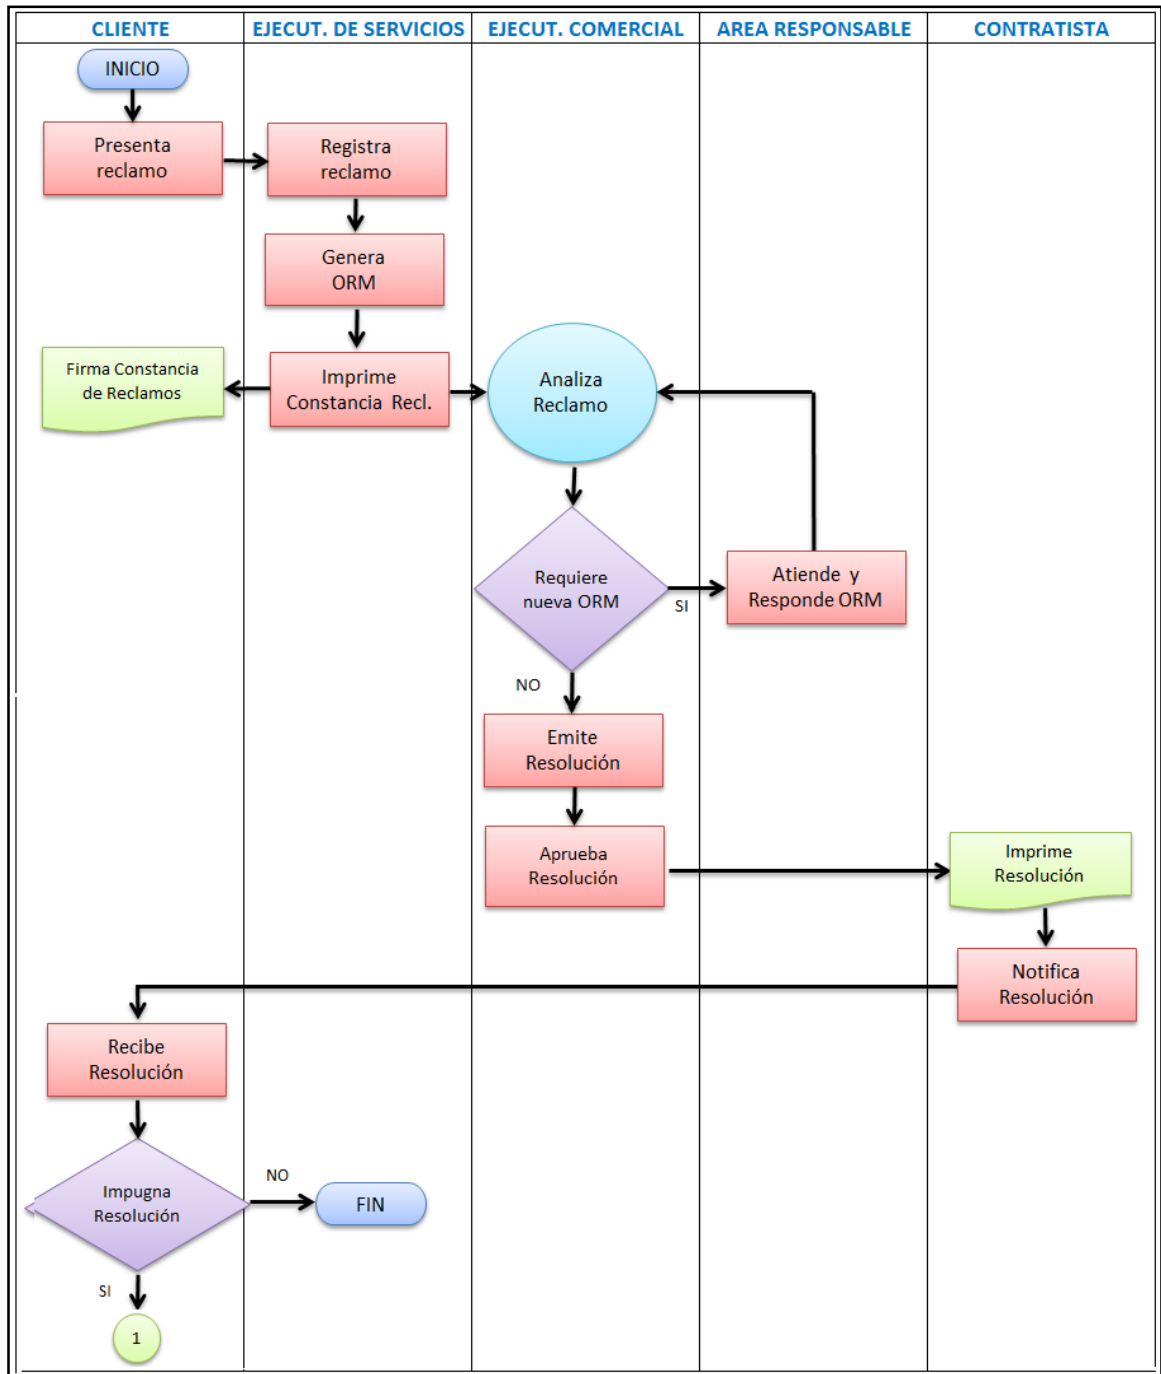 CLIENTE
EJECUT. DE SERVICIOS
EJECUT. COMERCIAL
AREA RESPONSABLE
CONTRATISTA
INICIO
Presenta
reclamo
Registra
reclamo
Genera
ORM
Firma Constancia
de Reclamos
Imprime
Constancia Recl.
Analiza
Reclamo
Requiere
nueva ORM
SI
Atiende y
Responde ORM
NO
Emite
Resolución
Aprueba
Resolución
Imprime
Resolución
Notifica
Resolución
Recibe
Resolución
Impugna
Resolución
NO
FIN
SI
1